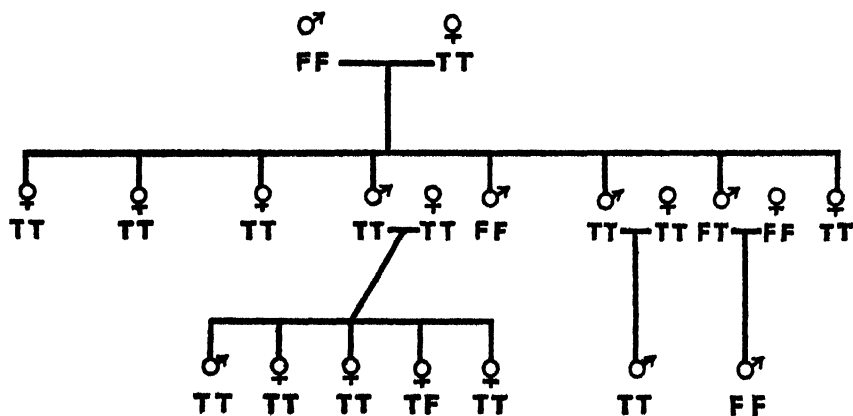 ♂ ♀
FF TT
♀ ♀ ♀ ♂ ♀ ♂ ♂ ♀ ♂ ♀ ♀
TT TT TT TT TT FF TT TT FT FF TT
♂ ♀ ♀ ♀ ♀ ♂ ♂
TT TT TT TF TT TT FF